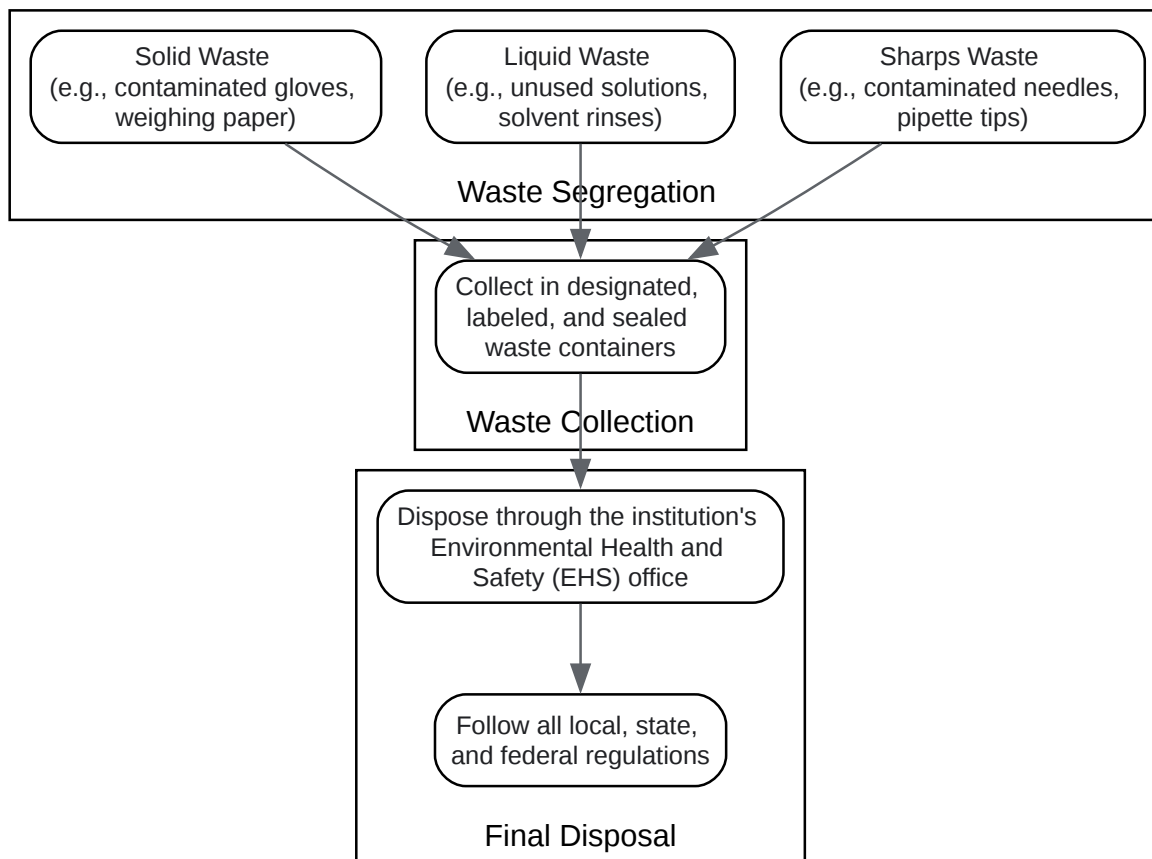 Solid Waste
(e.g., contaminated gloves,
weighing paper)
Liquid Waste
(e.g., unused solutions,
solvent rinses)
Sharps Waste
(e.g., contaminated needles,
pipette tips)
Waste Segregation
Collect in designated,
labeled, and sealed
waste containers
Waste Collection
Dispose through the institution's
Environmental Health and
Safety (EHS) office
Follow all local, state,
and federal regulations
Final Disposal